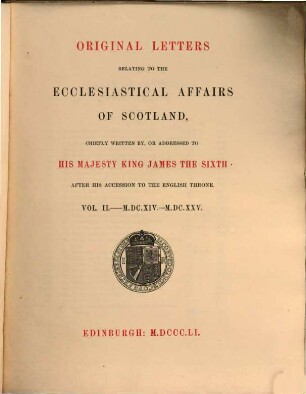 ORIGINAL LETTERS
RELATING TO THE
ECCLESIASTICAL AFFAIRS
OF SCOTLAND,
CHIEFLY WRITTEN BY, OR ADDRESSED TO
HIS MAJESTY KING JAMES THE SIXTH
AFTER HIS ACCESSION TO THE ENGLISH THRONE.
VOL. II.—M.DC.XIV.—M.DC.XXV.
EDINBURGH: M.DCCC.LI.